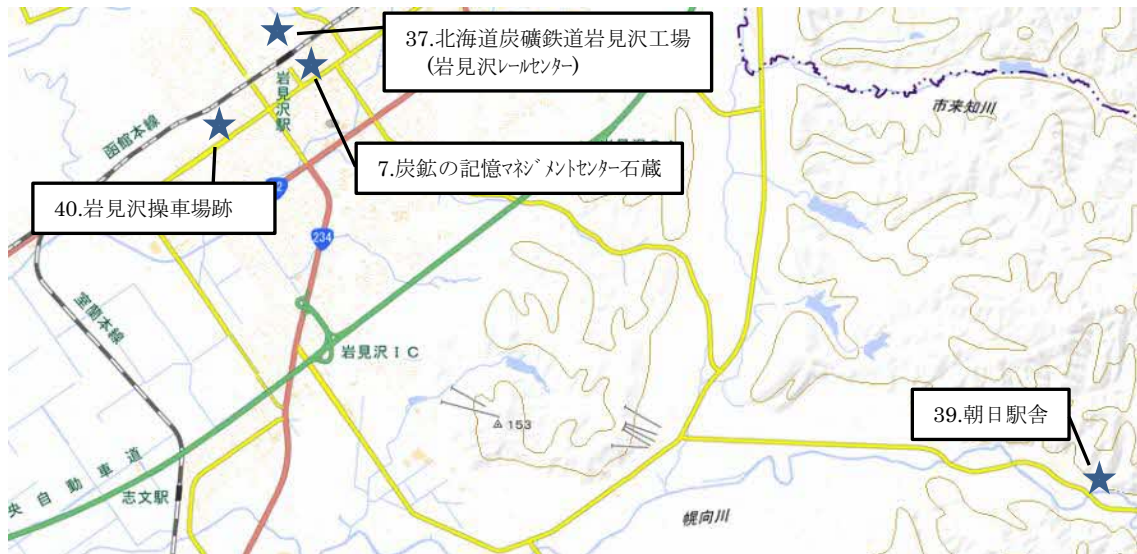 37.北海道炭礦鉄道岩見沢工場
(岩見沢レールセンター)
市来知川
岩見沢駅
函館本線
7.炭鉱の記憶マネジメントセンター石蔵
40.岩見沢操車場跡
234
室蘭本線
岩見沢IC
153
39.朝日駅舎
央自動車道
志文駅
幌向川